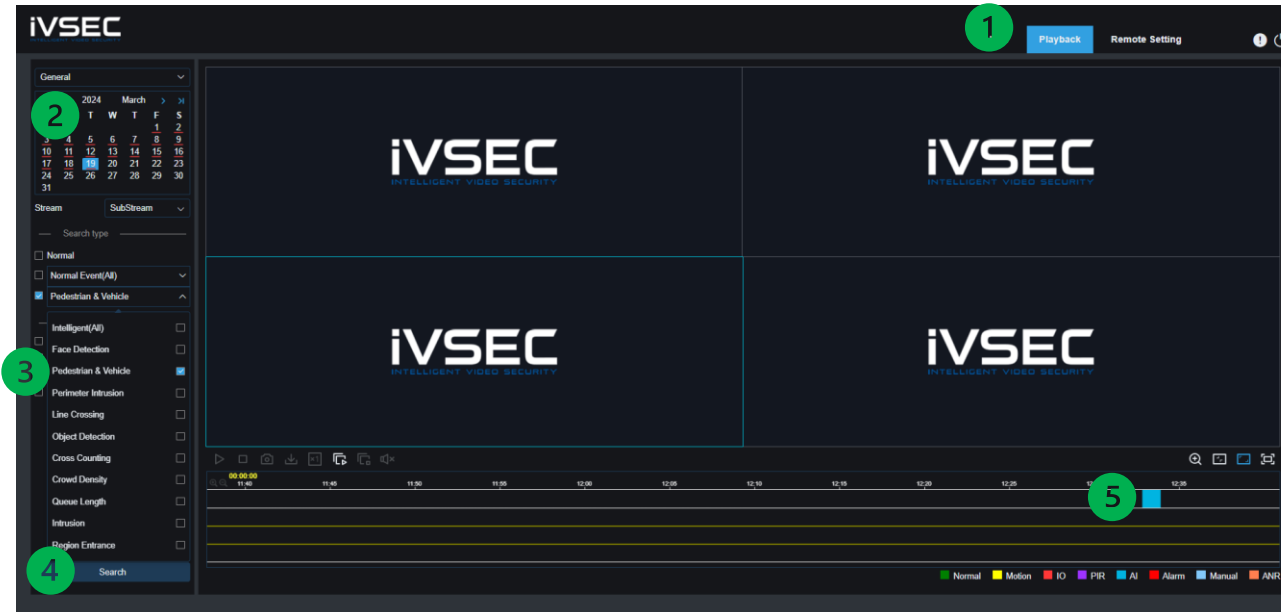 iVSEC
1
Playback
Remote Setting
General
2
2024 March
T W T F S
1 2
3 4 5 6 7 8 9
10 11 12 13 14 15 16
17 18 19 20 21 22 23
24 25 26 27 28 29 30
31
Stream SubStream
Search type
Normal
Normal Event(All)
Pedestrian & Vehicle
Intelligent(All)
Face Detection
3
Pedestrian & Vehicle
Perimeter Intrusion
Line Crossing
Object Detection
Cross Counting
Crowd Density
Queue Length
Intrusion
Region Entrance
4
Search
iVSEC
INTELLIGENT VIDEO SECURITY
iVSEC
INTELLIGENT VIDEO SECURITY
iVSEC
INTELLIGENT VIDEO SECURITY
iVSEC
INTELLIGENT VIDEO SECURITY
×1
00:00:00
11:40 11:45 11:50 11:55 12:00 12:05 12:10 12:15 12:20 12:25 12:35
5
Normal Motion IO PIR AI Alarm Manual ANR